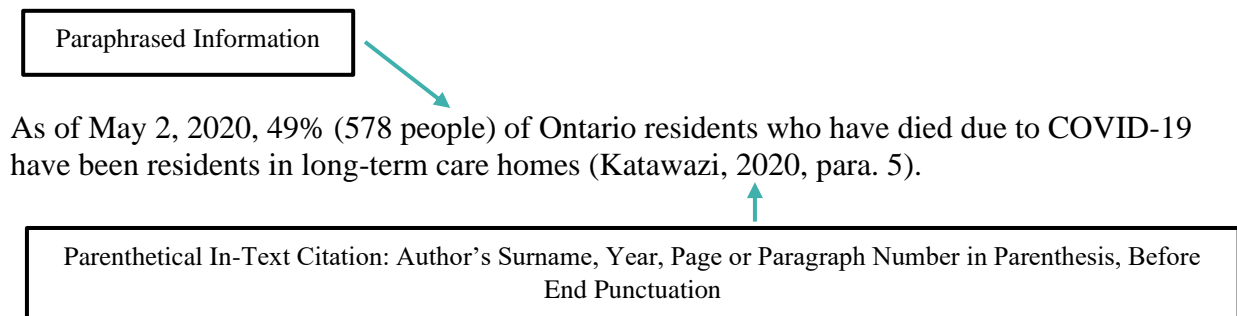 Paraphrased Information
As of May 2, 2020, 49% (578 people) of Ontario residents who have died due to COVID-19
have been residents in long-term care homes (Katawazi, 2020, para. 5).
Parenthetical In-Text Citation: Author's Surname, Year, Page or Paragraph Number in Parenthesis, Before
End Punctuation